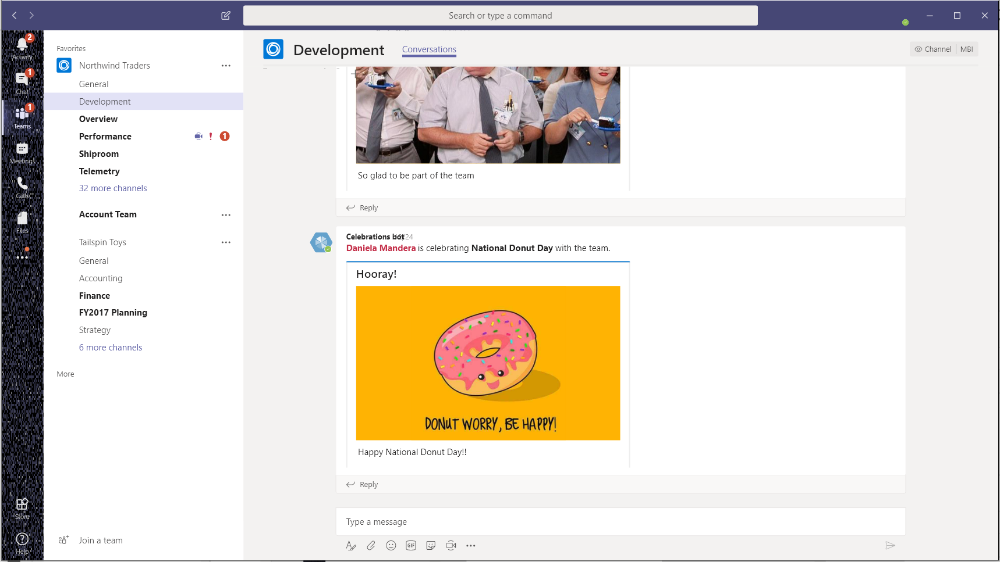 Search or type a command
2
Activity
1
Chat
1
Teams
Meetings
Calls
Files
Store
Help
Favorites
Northwind Traders
General
Development
Overview
Performance ! 1
Shiproom
Telemetry
32 more channels
Account Team
Tailspin Toys
General
Accounting
Finance
FY2017 Planning
Strategy
6 more channels
More
Join a team
Development Conversations
Channel MBI
So glad to be part of the team
Reply
Celebrations bot /24
Daniela Mandera is celebrating National Donut Day with the team.
Hooray!
DONUT WORRY, BE HAPPY!
Happy National Donut Day!!
Reply
Type a message
GIF